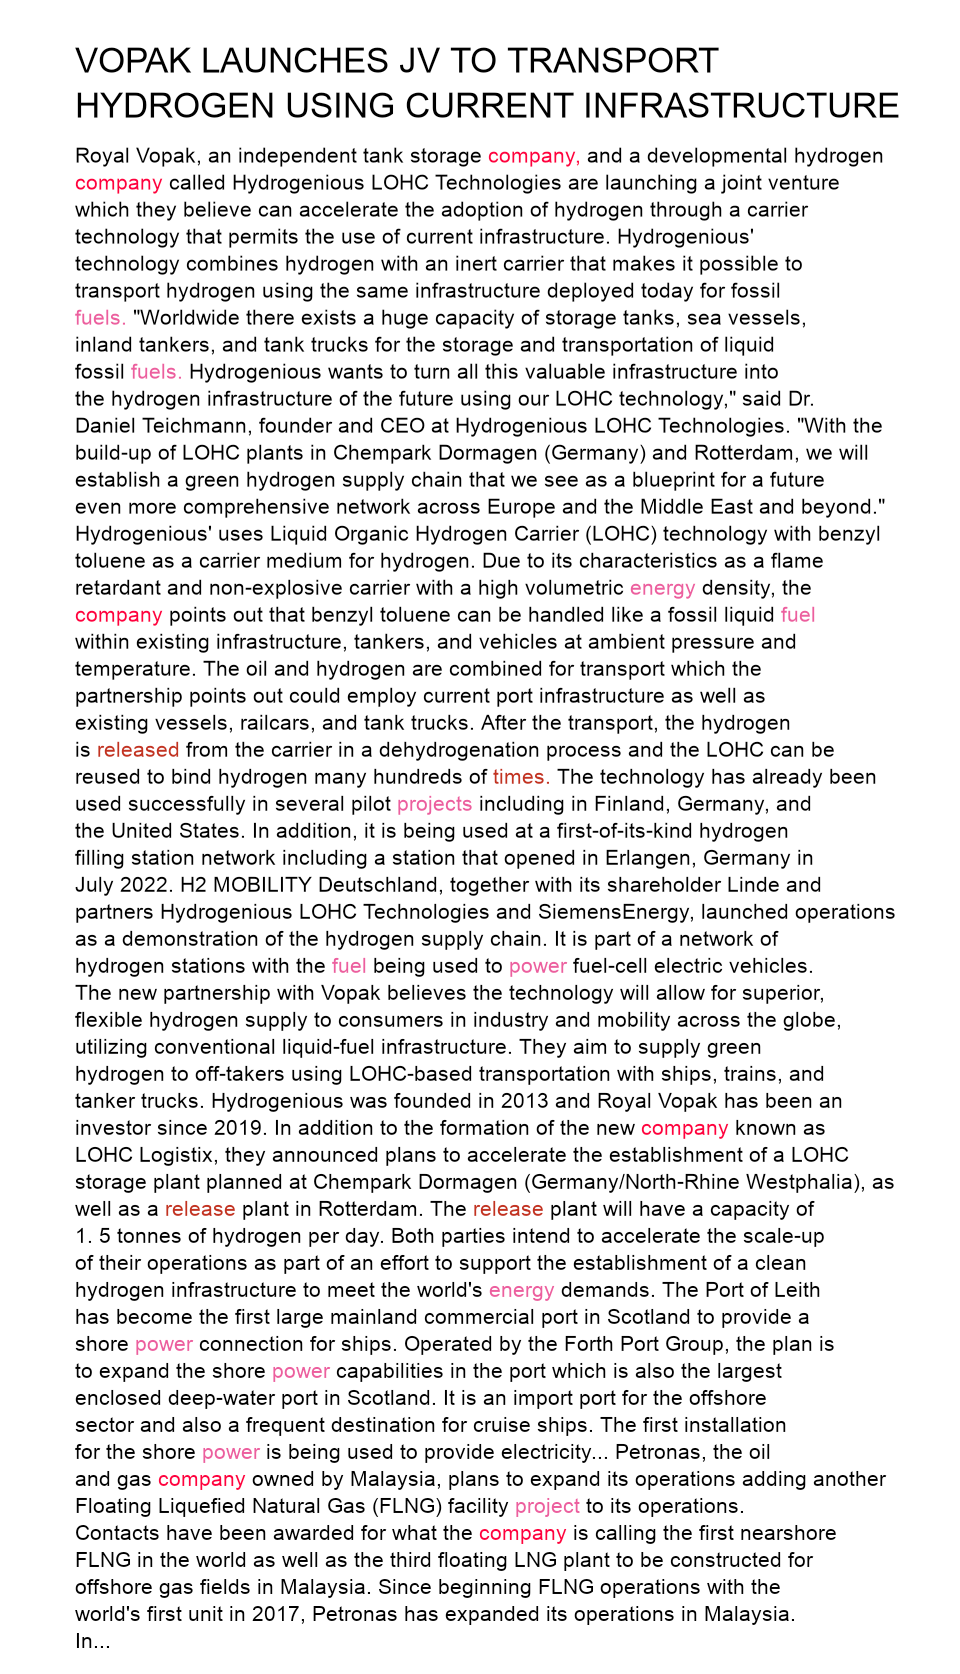 VOPAK LAUNCHES JV TO TRANSPORT
HYDROGEN USING CURRENT INFRASTRUCTURE
Royal Vopak, an independent tank storage company, and a developmental hydrogen
company called Hydrogenious LOHC Technologies are launching a joint venture
which they believe can accelerate the adoption of hydrogen through a carrier
technology that permits the use of current infrastructure. Hydrogenious'
technology combines hydrogen with an inert carrier that makes it possible to
transport hydrogen using the same infrastructure deployed today for fossil
fuels. "Worldwide there exists a huge capacity of storage tanks, sea vessels,
inland tankers, and tank trucks for the storage and transportation of liquid
fossil fuels. Hydrogenious wants to turn all this valuable infrastructure into
the hydrogen infrastructure of the future using our LOHC technology," said Dr.
Daniel Teichmann, founder and CEO at Hydrogenious LOHC Technologies. "With the
build-up of LOHC plants in Chempark Dormagen (Germany) and Rotterdam, we will
establish a green hydrogen supply chain that we see as a blueprint for a future
even more comprehensive network across Europe and the Middle East and beyond."
Hydrogenious' uses Liquid Organic Hydrogen Carrier (LOHC) technology with benzyl
toluene as a carrier medium for hydrogen. Due to its characteristics as a flame
retardant and non-explosive carrier with a high volumetric energy density, the
company points out that benzyl toluene can be handled like a fossil liquid fuel
within existing infrastructure, tankers, and vehicles at ambient pressure and
temperature. The oil and hydrogen are combined for transport which the
partnership points out could employ current port infrastructure as well as
existing vessels, railcars, and tank trucks. After the transport, the hydrogen
is released from the carrier in a dehydrogenation process and the LOHC can be
reused to bind hydrogen many hundreds of times. The technology has already been
used successfully in several pilot projects including in Finland, Germany, and
the United States. In addition, it is being used at a first-of-its-kind hydrogen
filling station network including a station that opened in Erlangen, Germany in
July 2022. H2 MOBILITY Deutschland, together with its shareholder Linde and
partners Hydrogenious LOHC Technologies and SiemensEnergy, launched operations
as a demonstration of the hydrogen supply chain. It is part of a network of
hydrogen stations with the fuel being used to power fuel-cell electric vehicles.
The new partnership with Vopak believes the technology will allow for superior,
flexible hydrogen supply to consumers in industry and mobility across the globe,
utilizing conventional liquid-fuel infrastructure. They aim to supply green
hydrogen to off-takers using LOHC-based transportation with ships, trains, and
tanker trucks. Hydrogenious was founded in 2013 and Royal Vopak has been an
investor since 2019. In addition to the formation of the new company known as
LOHC Logistix, they announced plans to accelerate the establishment of a LOHC
storage plant planned at Chempark Dormagen (Germany/North-Rhine Westphalia), as
well as a release plant in Rotterdam. The release plant will have a capacity of
1. 5 tonnes of hydrogen per day. Both parties intend to accelerate the scale-up
of their operations as part of an effort to support the establishment of a clean
hydrogen infrastructure to meet the world's energy demands. The Port of Leith
has become the first large mainland commercial port in Scotland to provide a
shore power connection for ships. Operated by the Forth Port Group, the plan is
to expand the shore power capabilities in the port which is also the largest
enclosed deep-water port in Scotland. It is an import port for the offshore
sector and also a frequent destination for cruise ships. The first installation
for the shore power is being used to provide electricity... Petronas, the oil
and gas company owned by Malaysia, plans to expand its operations adding another
Floating Liquefied Natural Gas (FLNG) facility project to its operations.
Contacts have been awarded for what the company is calling the first nearshore
FLNG in the world as well as the third floating LNG plant to be constructed for
offshore gas fields in Malaysia. Since beginning FLNG operations with the
world's first unit in 2017, Petronas has expanded its operations in Malaysia.
In...